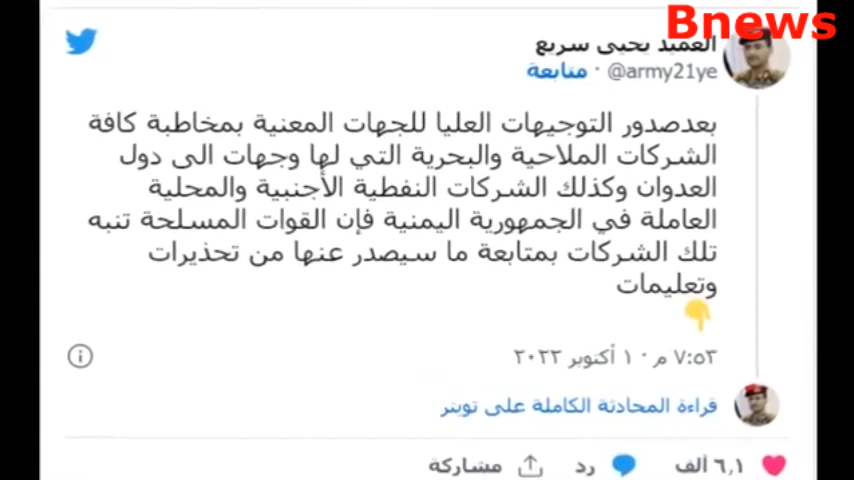 Bnews
العميد يحيى سريع
@army21ye · متابعة
بعدصدور التوجيهات العليا للجهات المعنية بمخاطبة كافة
الشركات الملاحية والبحرية التي لها وجهات الى دول
العدوان وكذلك الشركات النفطية الأجنبية والمحلية
العاملة في الجمهورية اليمنية فإن القوات المسلحة تنبه
تلك الشركات بمتابعة ما سيصدر عنها من تحذيرات
وتعليمات
٧:٥٣ م · ١ أكتوبر ٢٠٢٢
قراءة المحادثة الكاملة على تويتر
٦٫١ ألف رد مشاركة